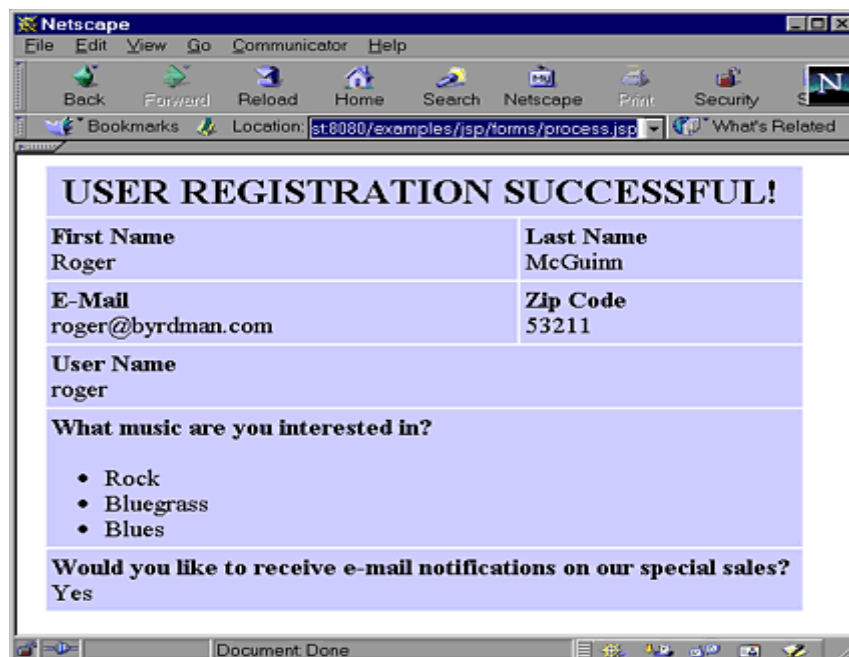 Netscape
File Edit View Go Communicator Help
Back Forward Reload Home Search Netscape Print Security S
Bookmarks Location: st:8080/examples/jsp/forms/process.jsp What's Related
USER REGISTRATION SUCCESSFUL!
First Name Last Name
Roger McGuinn
E-Mail Zip Code
roger@byrdman.com 53211
User Name
roger
What music are you interested in?
• Rock
• Bluegrass
• Blues
Would you like to receive e-mail notifications on our special sales?
Yes
Document: Done